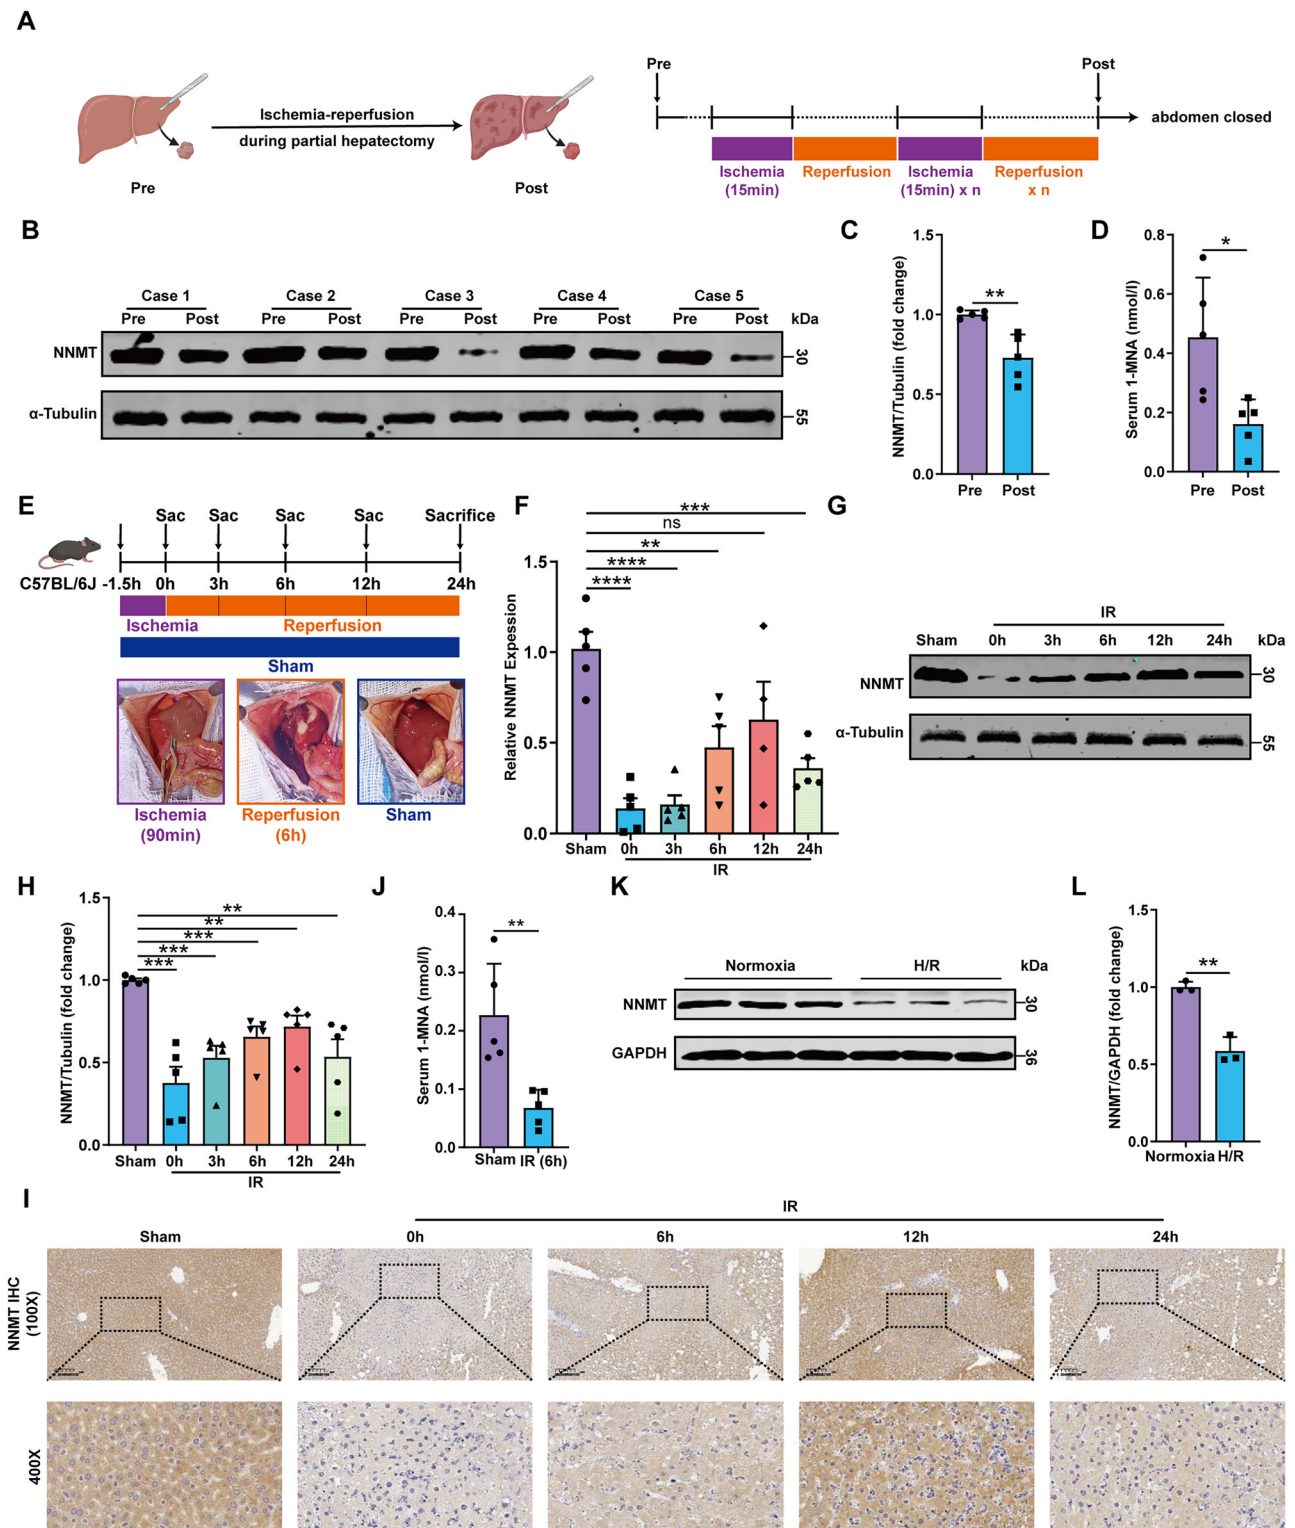 A
Pre
Ischemia-reperfusion
during partial hepatectomy
Post
Pre
Post
abdomen closed
Ischemia
(15min)
Reperfusion
Ischemia
(15min) x n
Reperfusion
x n
B
Case 1 Case 2 Case 3 Case 4 Case 5
Pre Post Pre Post Pre Post Pre Post Pre Post kDa
NNMT
30
α-Tubulin
55
C
NNMT/Tubulin (fold change)
1.5
1.0
0.5
0.0
**
Pre Post
D
Serum 1-MNA (nmol/l)
0.8
0.6
0.4
0.2
0.0
*
Pre Post
E
Sac Sac Sac Sac Sacrifice
C57BL/6J -1.5h 0h 3h 6h 12h 24h
Ischemia Reperfusion
Sham
Ischemia
(90min)
Reperfusion
(6h)
Sham
F
Relative NNMT Expession
1.5
1.0
0.5
0.0
***
ns
**
****
****
Sham 0h 3h 6h 12h 24h
IR
G
IR
Sham 0h 3h 6h 12h 24h kDa
NNMT
30
α-Tubulin
55
H
NNMT/Tubulin (fold change)
1.5
1.0
0.5
0.0
**
**
***
***
***
Sham 0h 3h 6h 12h 24h
IR
J
Serum 1-MNA (nmol/l)
0.4
0.3
0.2
0.1
0.0
**
Sham IR (6h)
K
Normoxia H/R kDa
NNMT
30
GAPDH
36
L
NNMT/GAPDH (fold change)
1.5
1.0
0.5
0.0
**
Normoxia H/R
I
IR
Sham 0h 6h 12h 24h
NNMT IHC
(100X)
400X